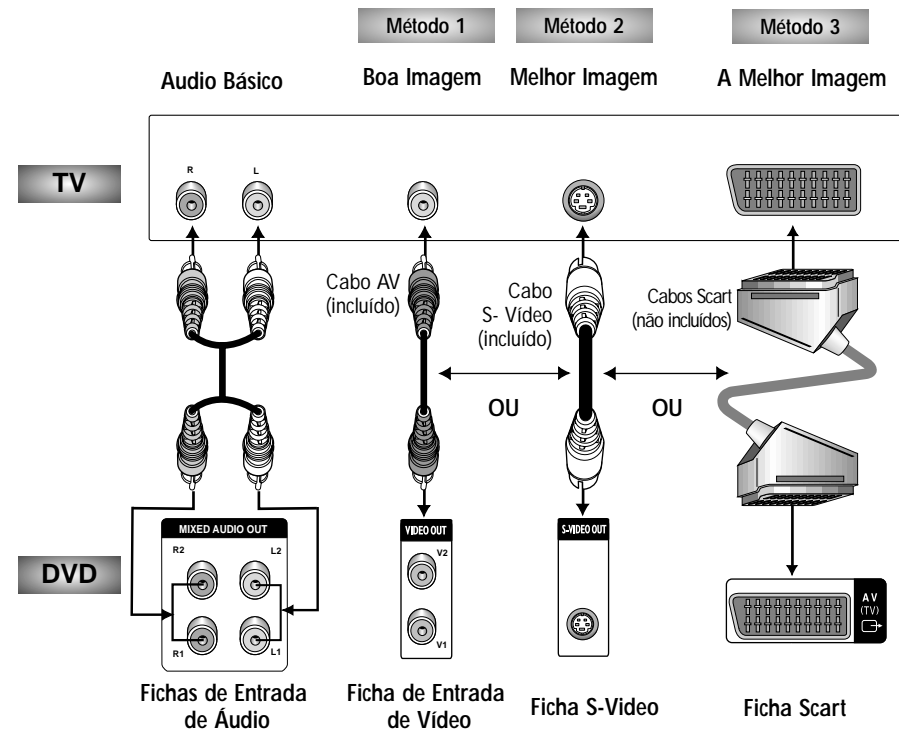 Método 1
Método 2
Método 3
Audio Básico
Boa Imagem
Melhor Imagem
A Melhor Imagem
TV
R
L
Cabo AV
(incluído)
Cabo
S- Vídeo
(incluído)
Cabos Scart
(não incluídos)
OU
OU
DVD
MIXED AUDIO OUT
R2
L2
R1
L1
VIDEO OUT
V2
V1
S-VIDEO OUT
AV
(TV)
Fichas de Entrada
de Áudio
Ficha de Entrada
de Vídeo
Ficha S-Video
Ficha Scart